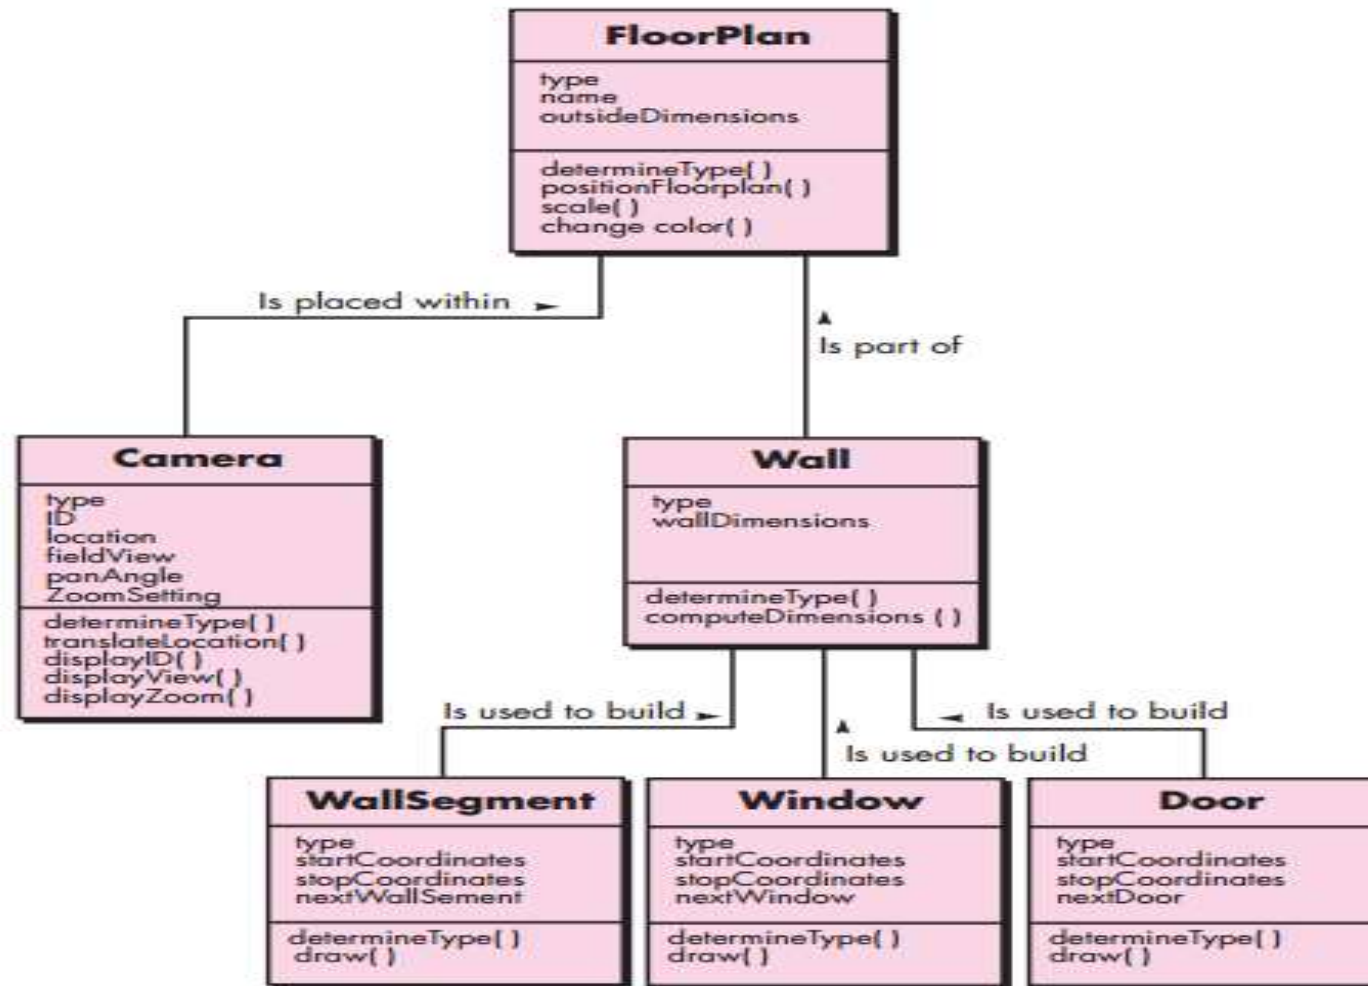 FloorPlan
type
name
outsideDimensions
determineType( )
positionFloorplan( )
scale( )
change color( )
Is placed within
Is part of
Camera
type
ID
location
fieldView
panAngle
ZoomSetting
determineType( )
translateLocation( )
displayID( )
displayView( )
displayZoom( )
Wall
type
wallDimensions
determineType( )
computeDimensions ( )
Is used to build
Is used to build
Is used to build
WallSegment
type
startCoordinates
stopCoordinates
nextWallSement
determineType( )
draw( )
Window
type
startCoordinates
stopCoordinates
nextWindow
determineType( )
draw( )
Door
type
startCoordinates
stopCoordinates
nextDoor
determineType( )
draw( )